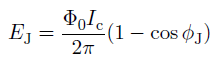 E_J = \frac{\Phi_0 I_c}{2\pi}(1 - \cos \phi_J)